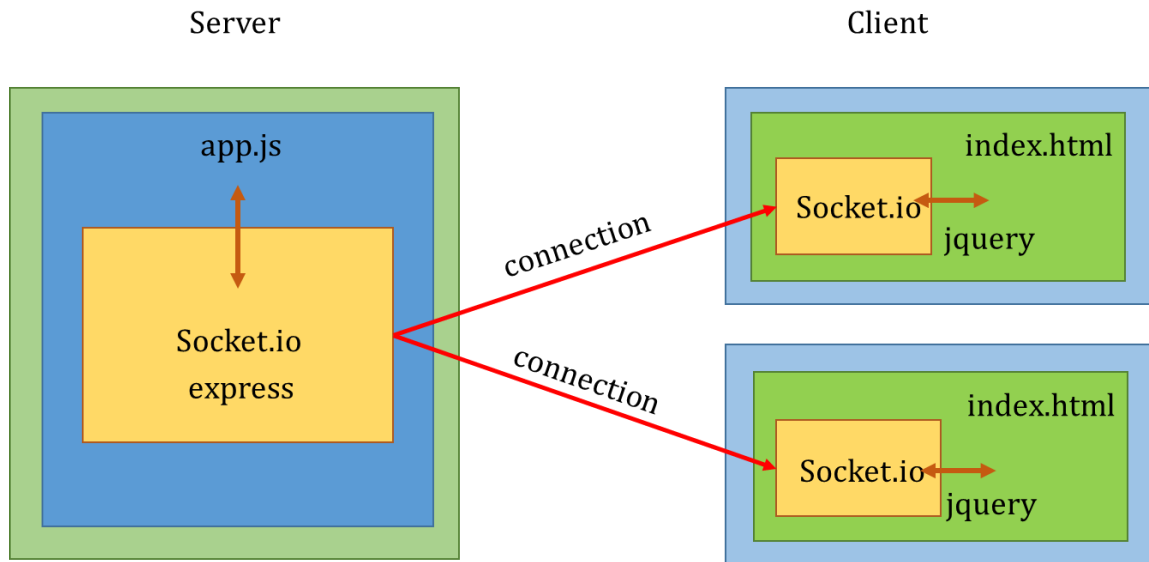 Server
Client
app.js
Socket.io
express
connection
connection
index.html
Socket.io
jquery
index.html
Socket.io
jquery